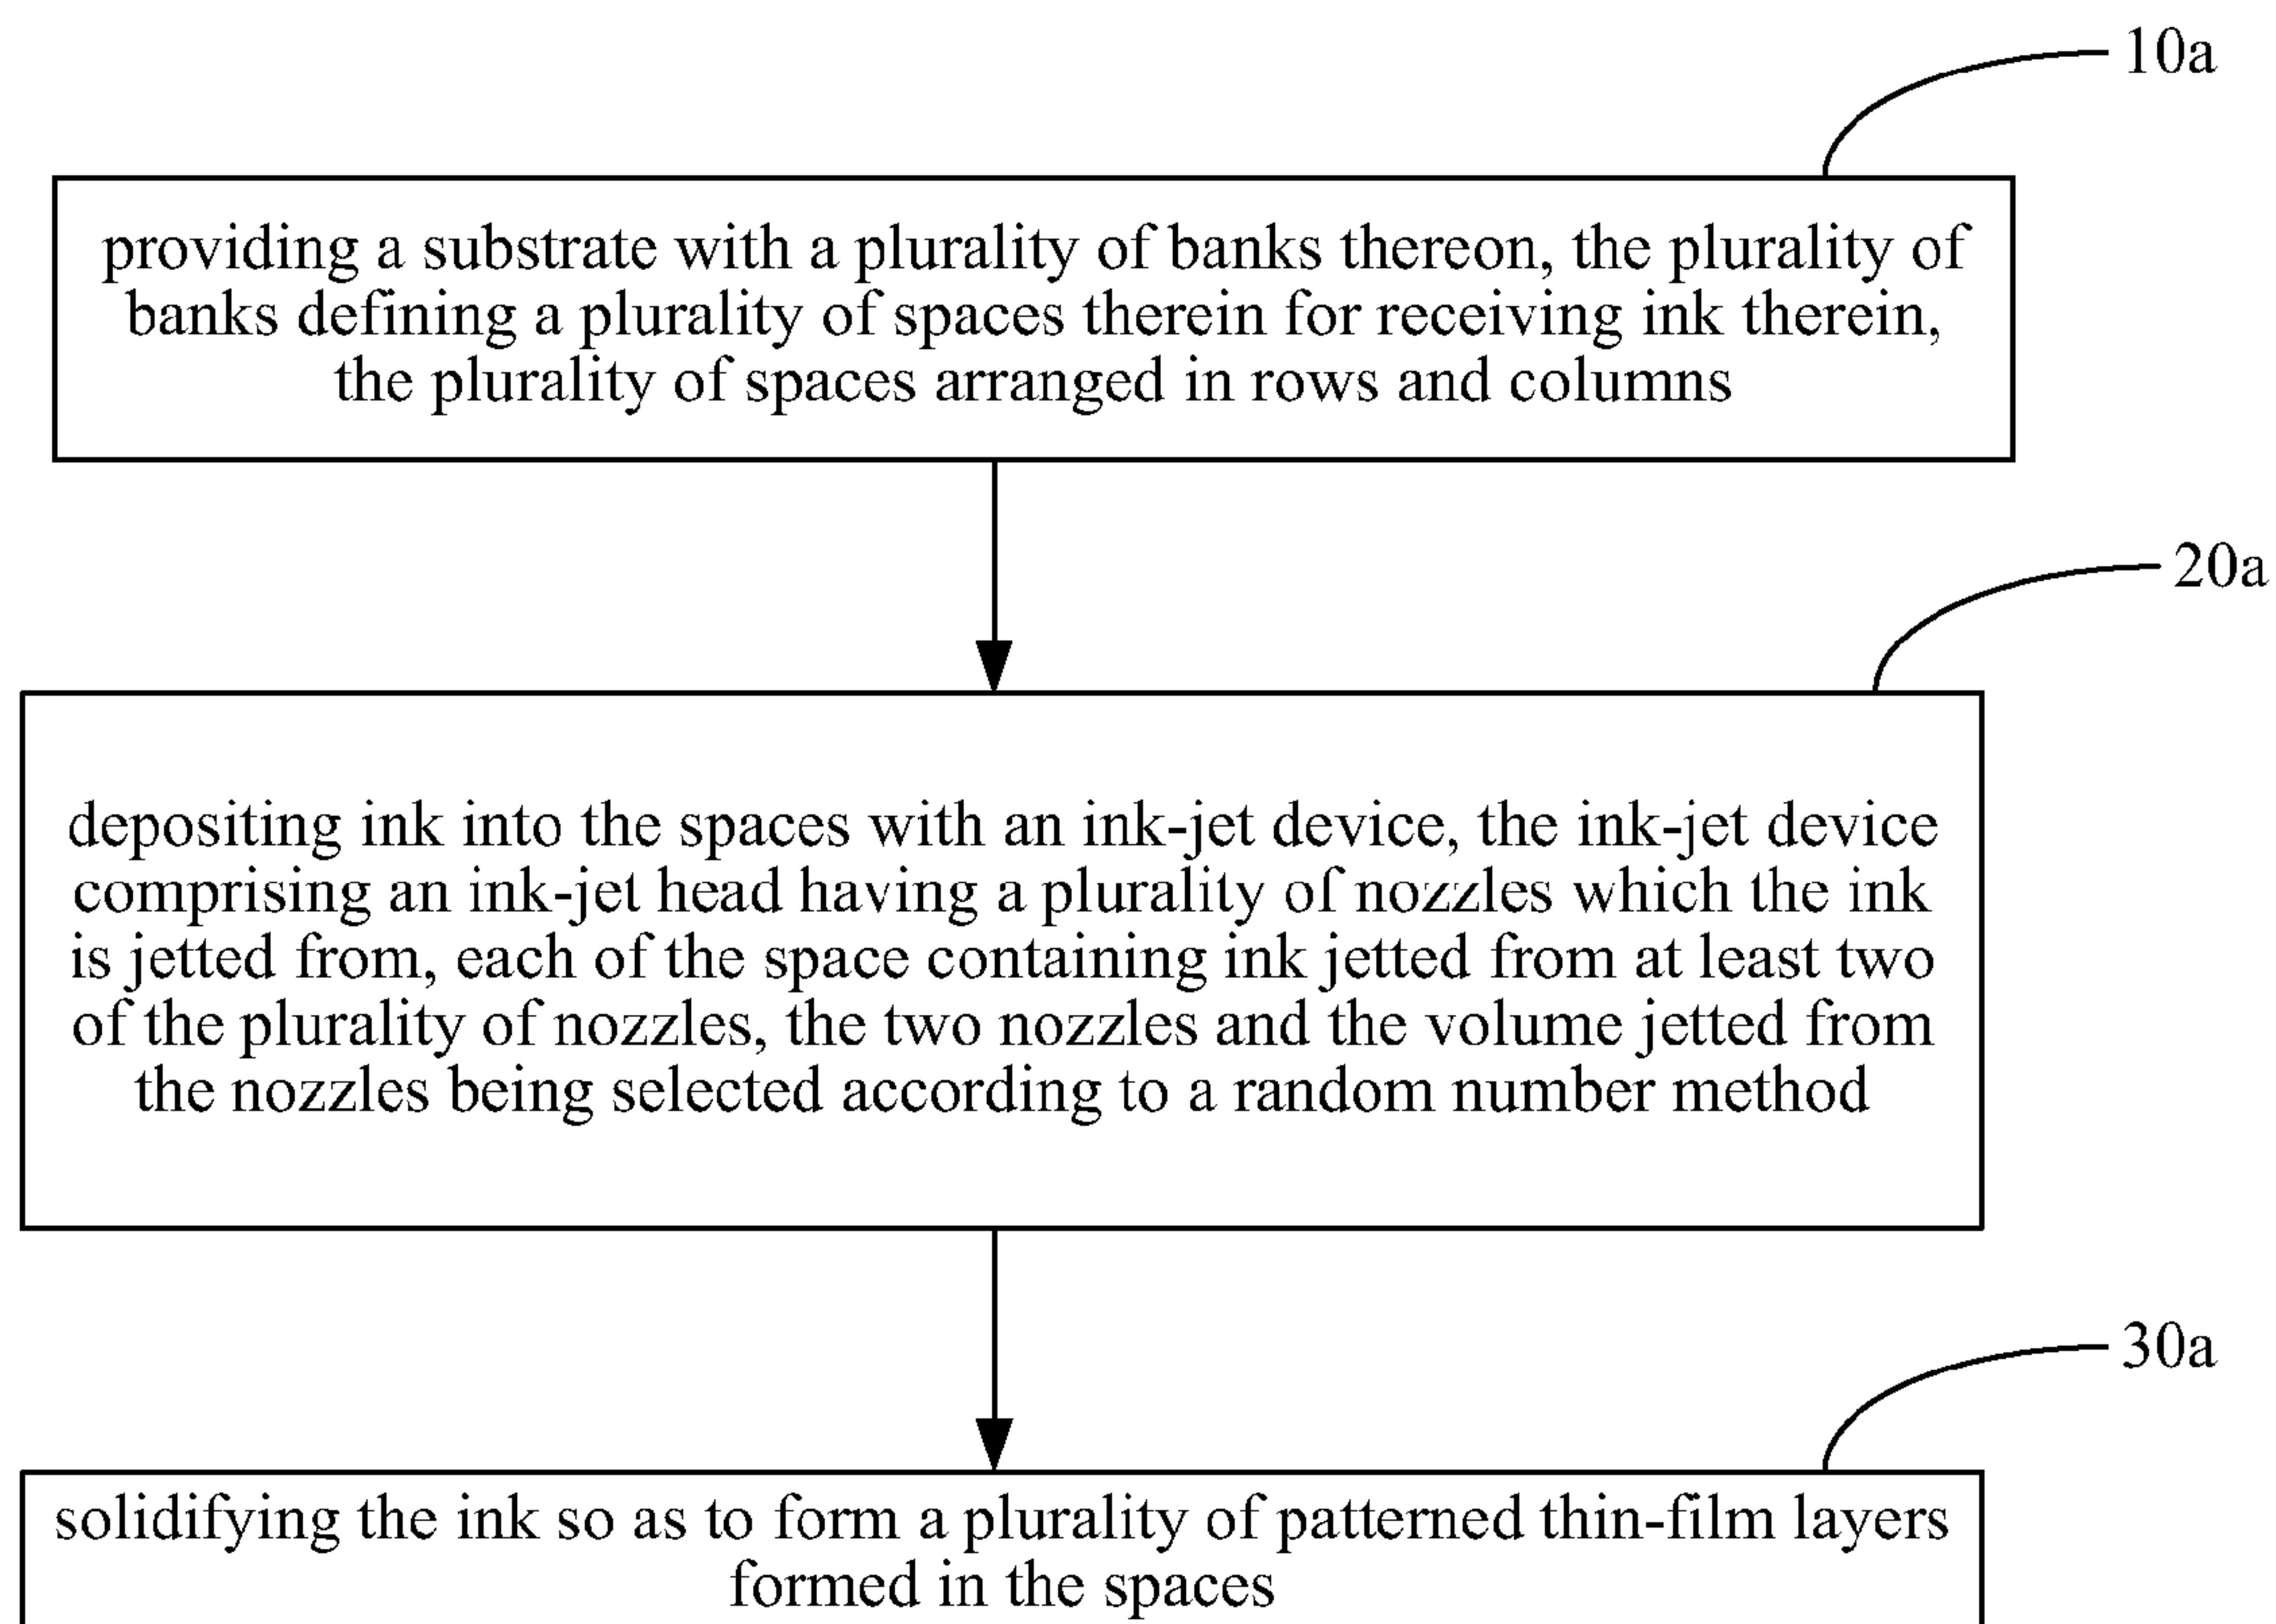 10a
providing a substrate with a plurality of banks thereon, the plurality of
banks defining a plurality of spaces therein for receiving ink therein,
the plurality of spaces arranged in rows and columns
20a
depositing ink into the spaces with an ink-jet device, the ink-jet device
comprising an ink-jet head having a plurality of nozzles which the ink
is jetted from, each of the space containing ink jetted from at least two
of the plurality of nozzles, the two nozzles and the volume jetted from
the nozzles being selected according to a random number method
30a
solidifying the ink so as to form a plurality of patterned thin-film layers
formed in the spaces